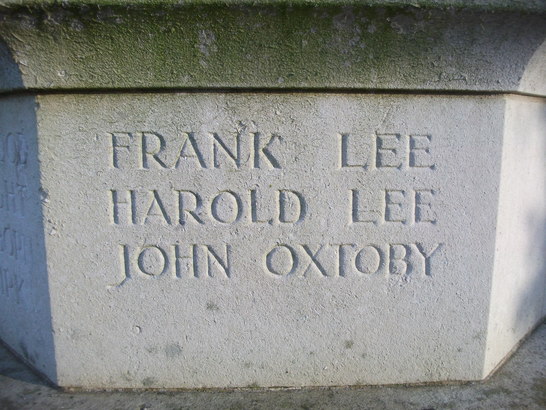 FRANK LEE
HAROLD LEE
JOHN OXTOBY